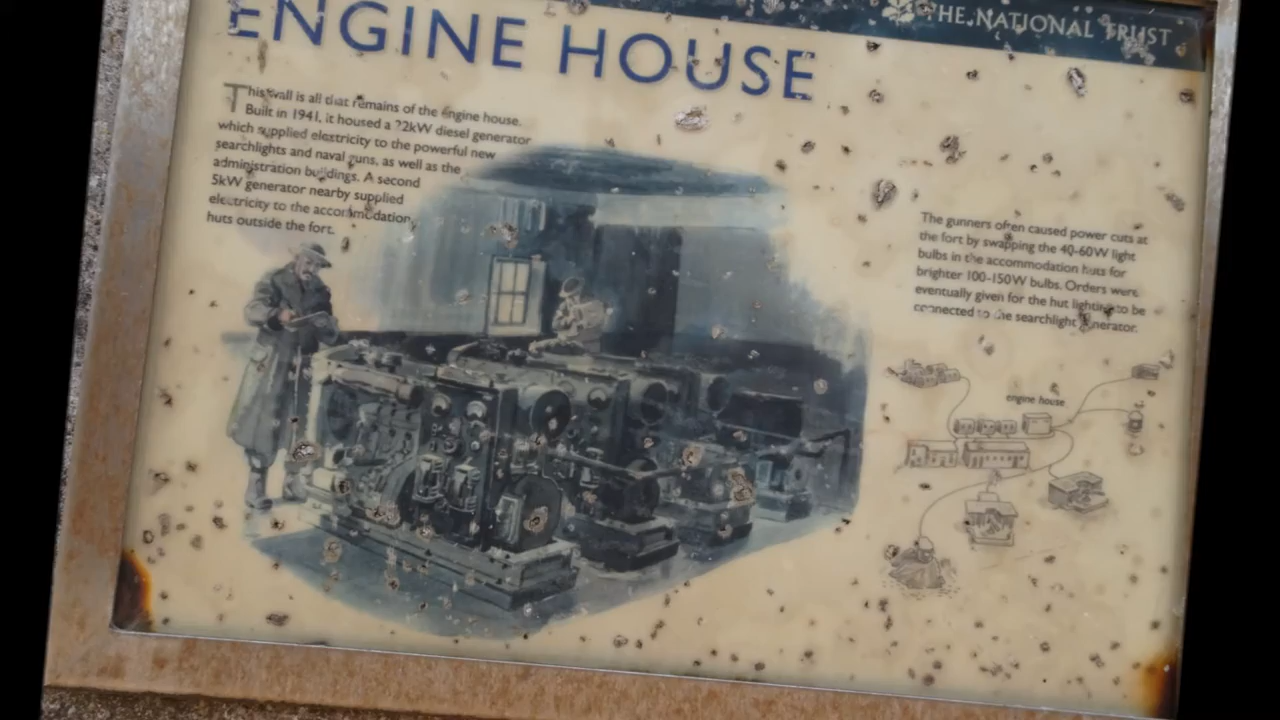 THE NATIONAL TRUST
ENGINE HOUSE
This wall is all that remains of the engine house.
Built in 1941, it housed a 22kW diesel generator
which supplied electricity to the powerful new
searchlights and naval guns, as well as the
administration buildings. A second
5kW generator nearby supplied
electricity to the accommodation
huts outside the fort.
The gunners often caused power cuts at
the fort by swapping the 40-60W light
bulbs in the accommodation huts for
brighter 100-150W bulbs. Orders were
eventually given for the hut lighting to be
connected to the searchlight generator.
engine house